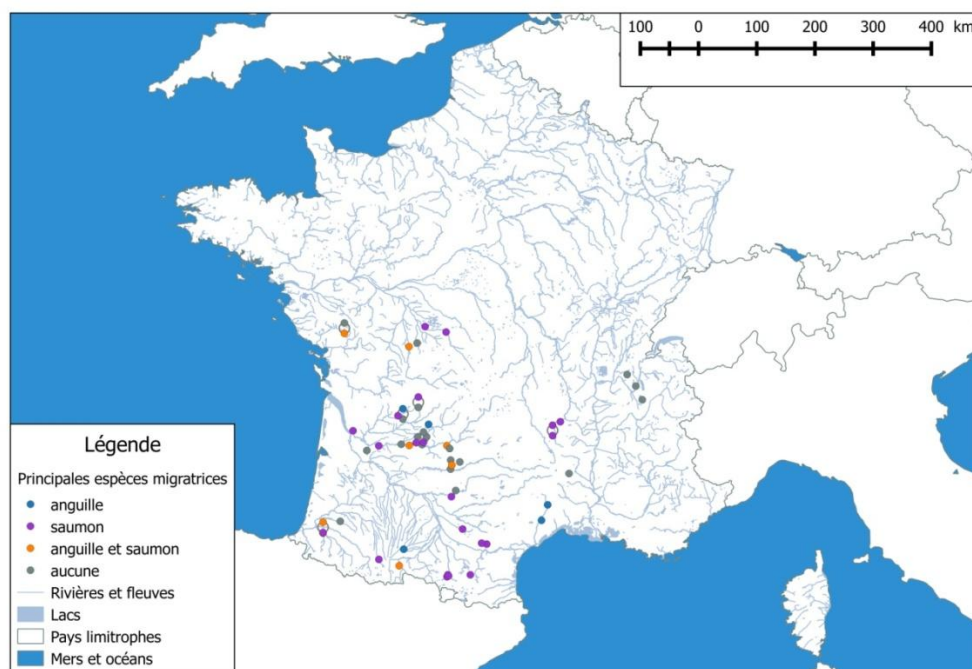 100 0 100 200 300 400 km
Légende
Principales espèces migratrices
anguille
saumon
anguille et saumon
aucune
Rivières et fleuves
Lacs
Pays limitrophes
Mers et océans